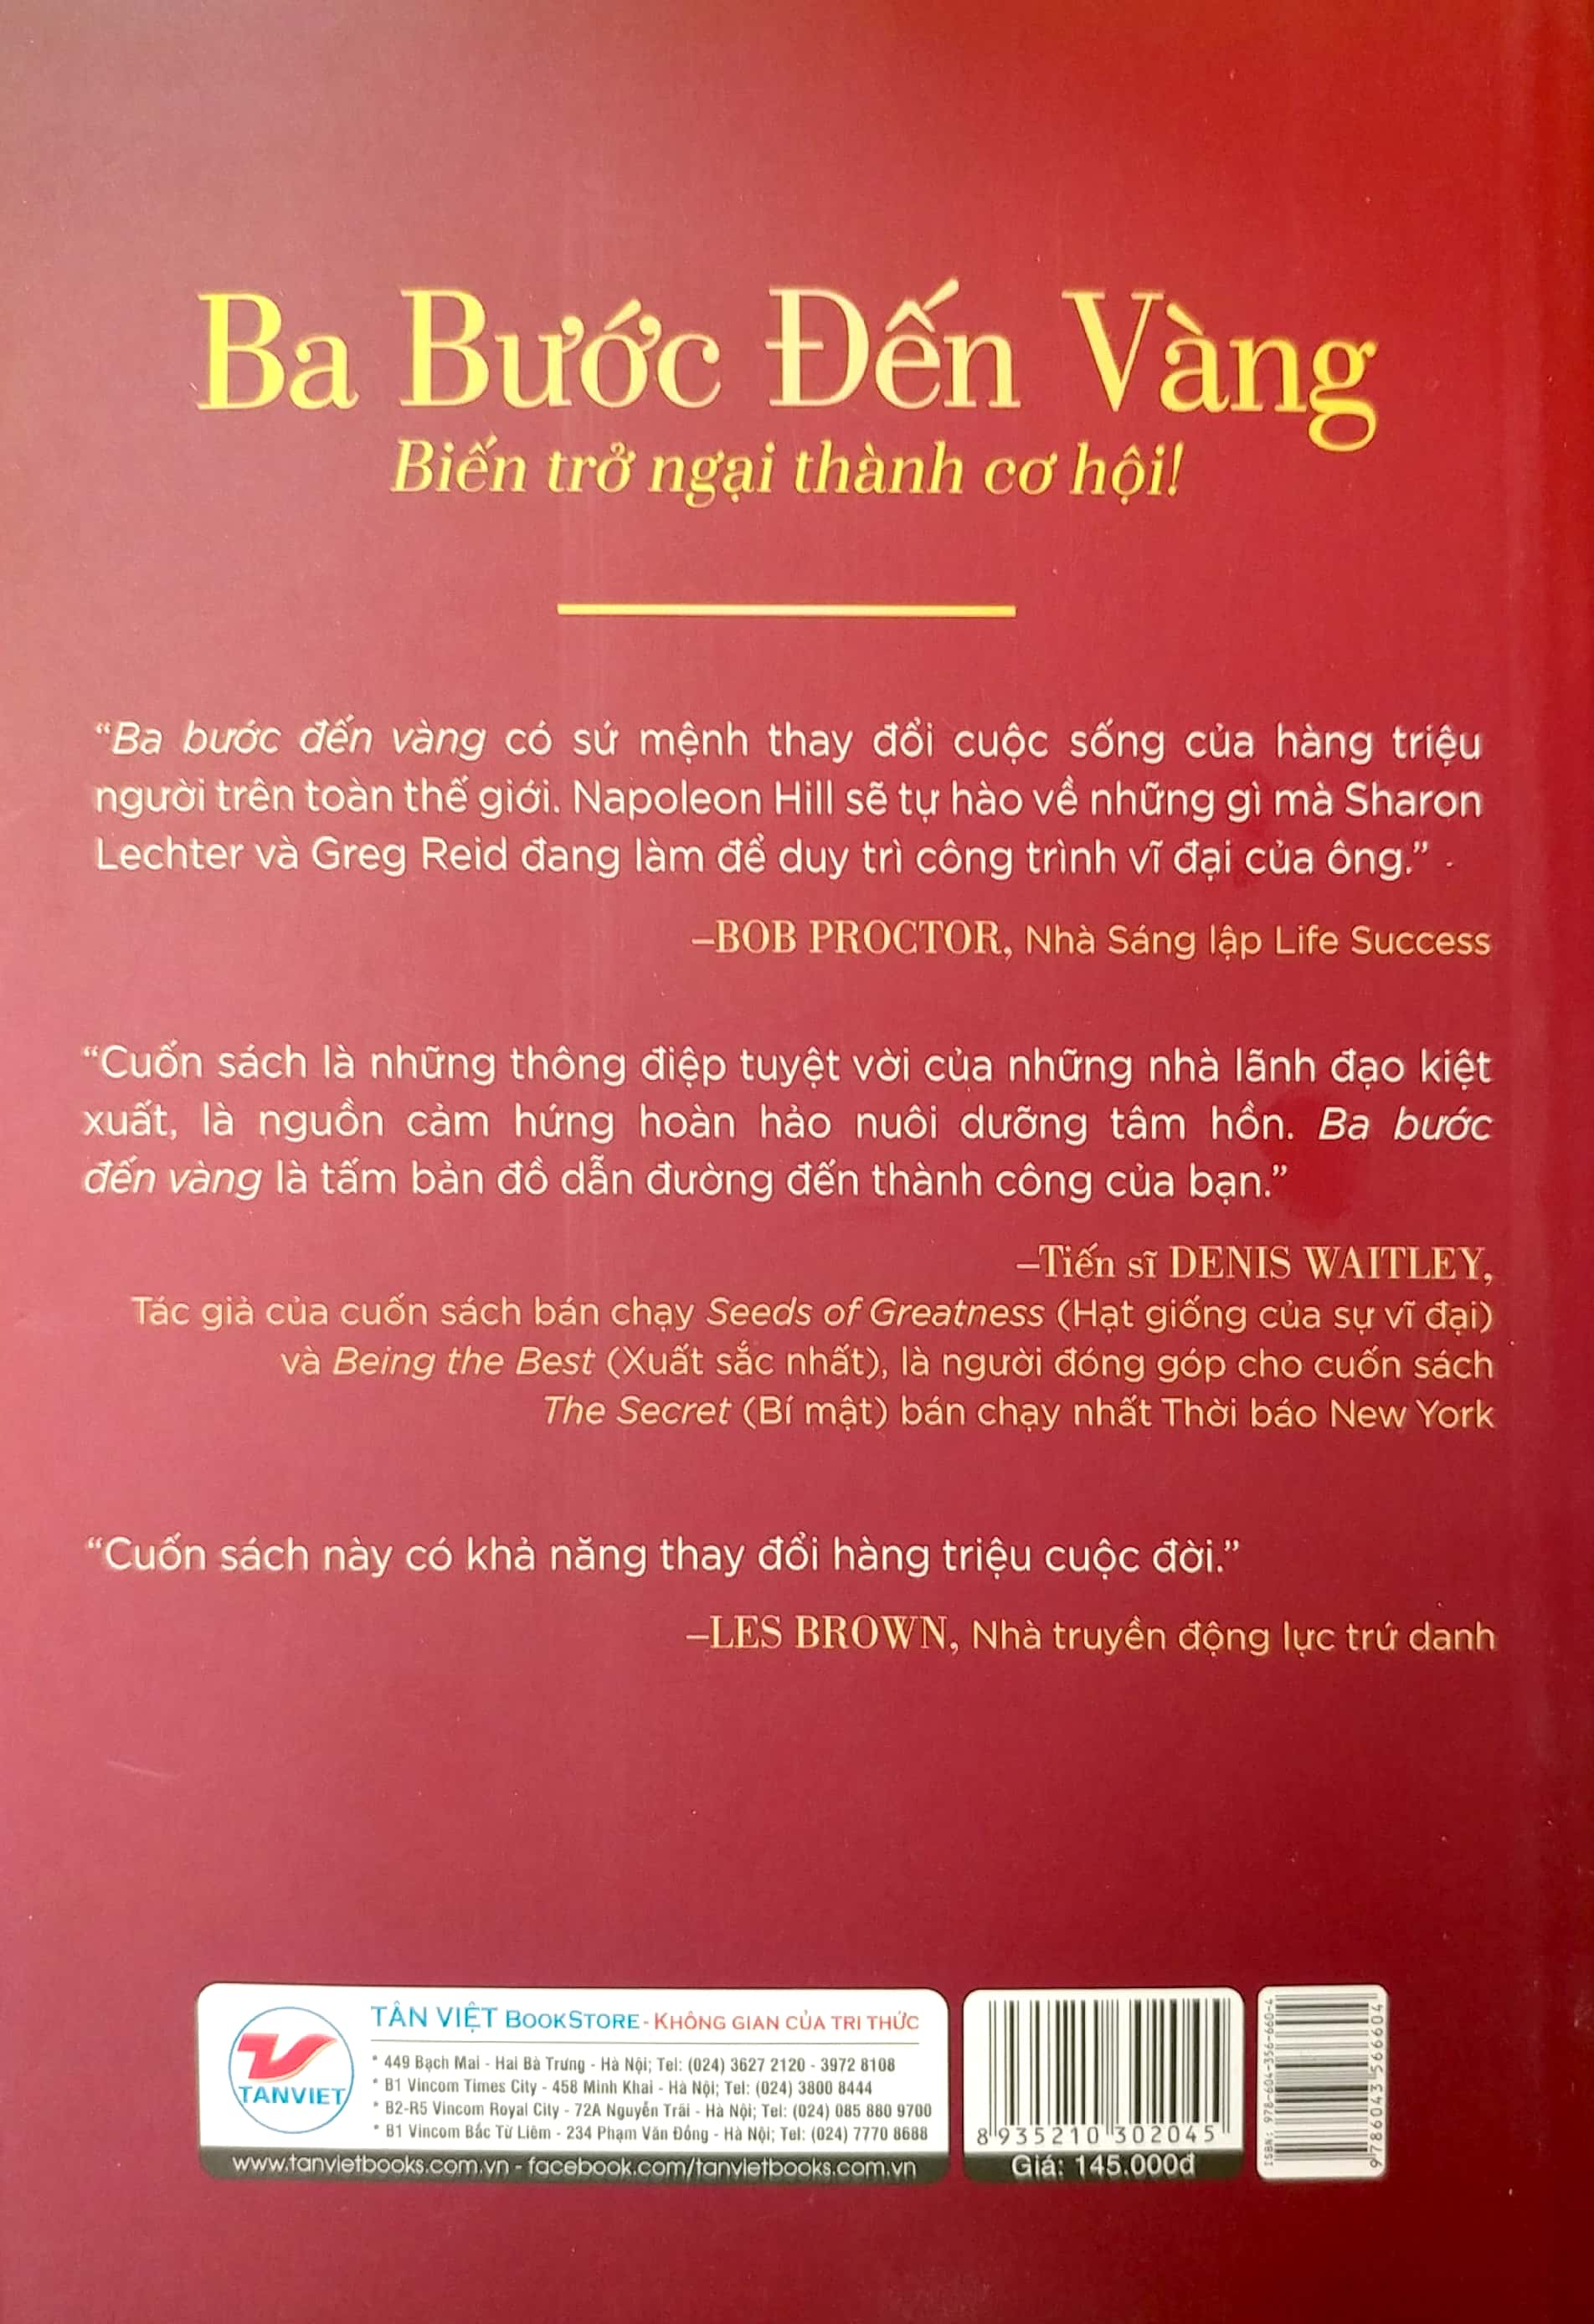 Ba Bước Đến Vàng
Biến trở ngại thành cơ hội!
“Ba bước đến vàng có sứ mệnh thay đổi cuộc sống của hàng triệu
người trên toàn thế giới. Napoleon Hill sẽ tự hào về những gì mà Sharon
Lechter và Greg Reid đang làm để duy trì công trình vĩ đại của ông.”
–BOB PROCTOR, Nhà Sáng lập Life Success
“Cuốn sách là những thông điệp tuyệt vời của những nhà lãnh đạo kiệt
xuất, là nguồn cảm hứng hoàn hảo nuôi dưỡng tâm hồn. Ba bước
đến vàng là tấm bản đồ dẫn đường đến thành công của bạn.”
–Tiến sĩ DENIS WAITLEY,
Tác giả của cuốn sách bán chạy Seeds of Greatness (Hạt giống của sự vĩ đại)
và Being the Best (Xuất sắc nhất), là người đóng góp cho cuốn sách
The Secret (Bí mật) bán chạy nhất Thời báo New York
“Cuốn sách này có khả năng thay đổi hàng triệu cuộc đời.”
–LES BROWN, Nhà truyền động lực trứ danh
TANVIET
TÂN VIỆT BOOKSTORE - KHÔNG GIAN CỦA TRI THỨC
* 449 Bạch Mai - Hai Bà Trưng - Hà Nội; Tel: (024) 3627 2120 - 3972 8108
* B1 Vincom Times City - 458 Minh Khai - Hà Nội; Tel: (024) 3800 8444
* B2-R5 Vincom Royal City - 72A Nguyễn Trãi - Hà Nội; Tel: (024) 085 880 9700
* B1 Vincom Bắc Từ Liêm - 234 Phạm Văn Đồng - Hà Nội; Tel: (024) 7770 8688
www.tanvietbooks.com.vn - facebook.com/tanvietbooks.com.vn
8 935210 302045
Giá: 145.000đ
ISBN: 978-604-356-660-4
9 786043 566604